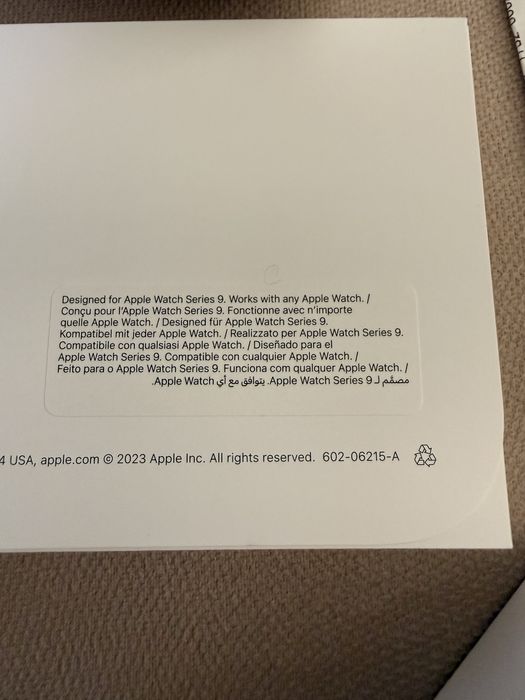 Designed for Apple Watch Series 9. Works with any Apple Watch. /
Conçu pour l'Apple Watch Series 9. Fonctionne avec n'importe
quelle Apple Watch. / Designed für Apple Watch Series 9.
Kompatibel mit jeder Apple Watch. / Realizzato per Apple Watch Series 9.
Compatibile con qualsiasi Apple Watch. / Diseñado para el
Apple Watch Series 9. Compatible con cualquier Apple Watch. /
Feito para o Apple Watch Series 9. Funciona com qualquer Apple Watch. /
مصمَّم لـ Apple Watch Series 9. يتوافق مع أي Apple Watch.
4 USA, apple.com © 2023 Apple Inc. All rights reserved. 602-06215-A